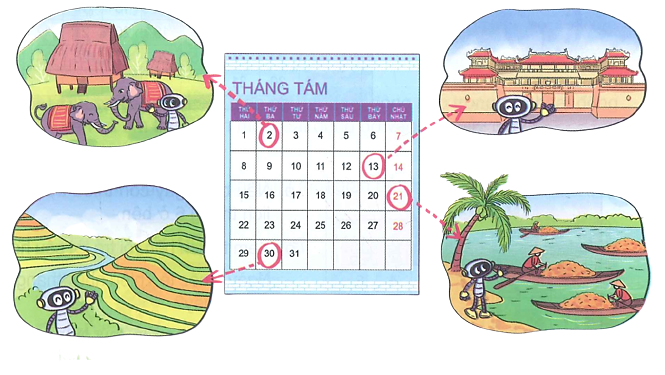 THÁNG TÁM
THỨ HAI THỨ BA THỨ TƯ THỨ NĂM THỨ SÁU THỨ BẢY CHỦ NHẬT
1 2 3 4 5 6 7
8 9 10 11 12 13 14
15 16 17 18 19 20 21
22 23 24 25 26 27 28
29 30 31